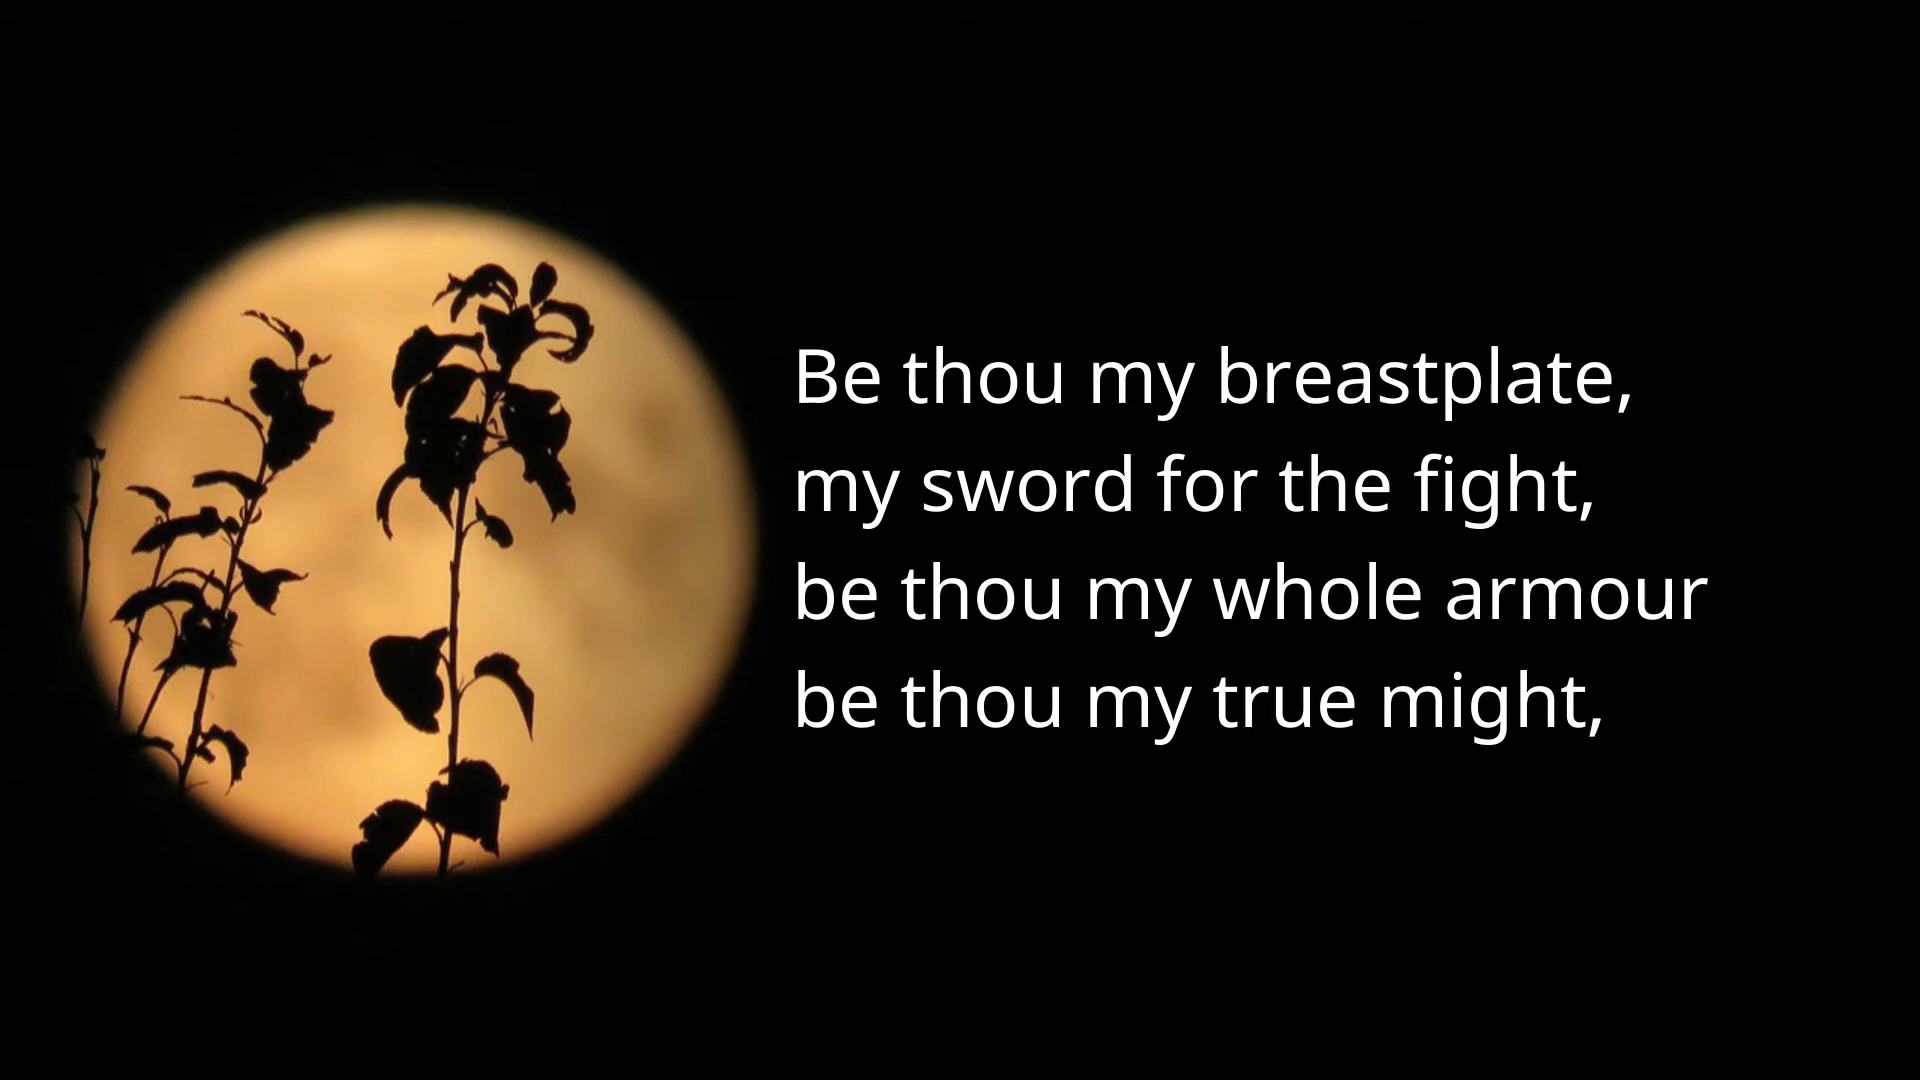 Be thou my breastplate,
my sword for the fight,
be thou my whole armour
be thou my true might,